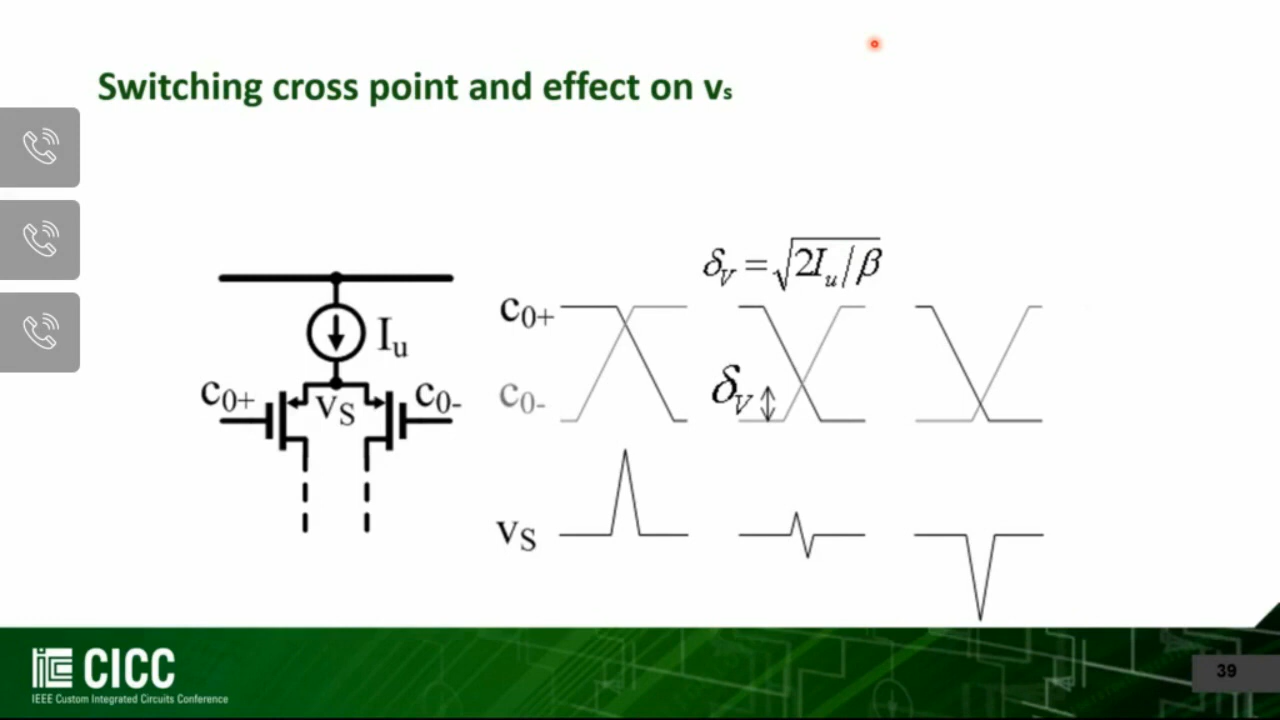 Switching cross point and effect on vs
δV = √2Iu/β
c0+
Iu
c0+
c0-
vS
c0-
δV
vS
CICC
IEEE Custom Integrated Circuits Conference
39